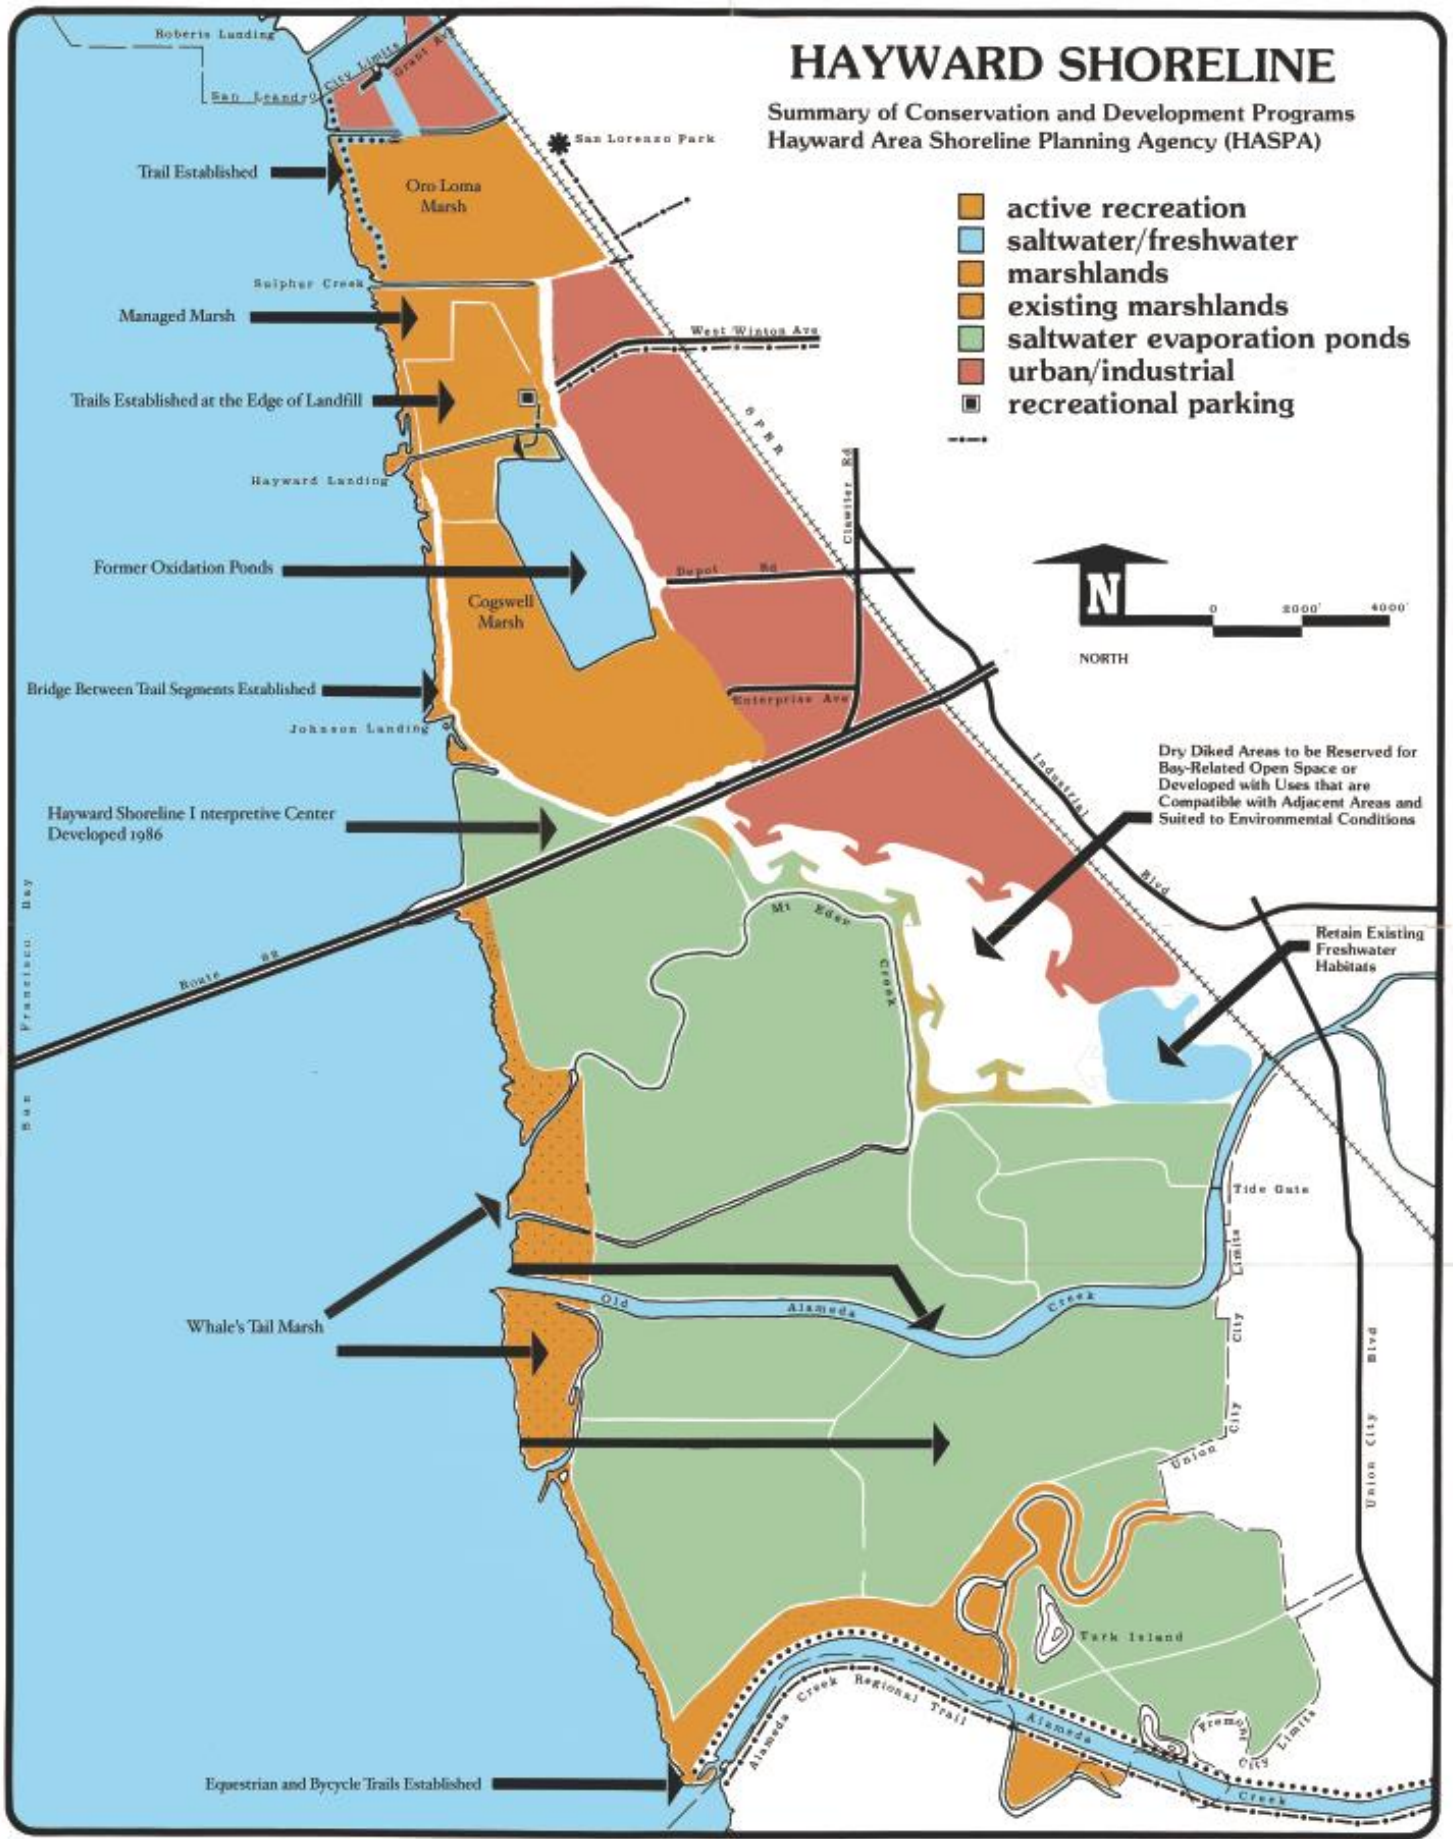 HAYWARD SHORELINE
Summary of Conservation and Development Programs
Hayward Area Shoreline Planning Agency (HASPA)
active recreation
saltwater/freshwater
marshlands
existing marshlands
saltwater evaporation ponds
urban/industrial
recreational parking
Roberts Landing
San Leandro City Limits
Grant Ave
San Lorenzo Park
Trail Established
Oro Loma
Marsh
Sulphur Creek
Managed Marsh
West Winton Ave
Trails Established at the Edge of Landfill
SPRR
Clawiter Rd
Hayward Landing
Former Oxidation Ponds
Depot Rd
Cogswell
Marsh
N
0 2000' 4000'
NORTH
Bridge Between Trail Segments Established
Enterprise Ave
Johnson Landing
Industrial Blvd
Dry Diked Areas to be Reserved for
Bay-Related Open Space or
Developed with Uses that are
Compatible with Adjacent Areas and
Suited to Environmental Conditions
Hayward Shoreline I nterpretive Center
Developed 1986
Mt Eden Creek
Retain Existing
Freshwater
Habitats
San Francisco Bay
Route 92
Tide Gate
Union City Limits
Old Alameda Creek
Whale's Tail Marsh
Union City Blvd
Turk Island
Alameda Creek Regional Trail
Alameda Creek
Fremont City Limits
Equestrian and Bycycle Trails Established